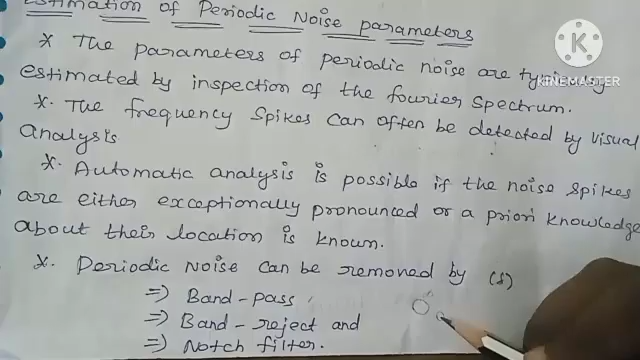 Estimation of Periodic Noise parameters
* The parameters of periodic noise are
estimated by inspection of the fourier spectrum.
*. The frequency spikes can often be detected by visual
analysis
*. Automatic analysis is possible if the noise spikes
are either exceptionally pronounced or a priori knowledge
about their location is known.
*. Periodic Noise can be removed by (s)
=> Band-pass,
=> Band-reject and
=> Notch filter.
KINEMASTER